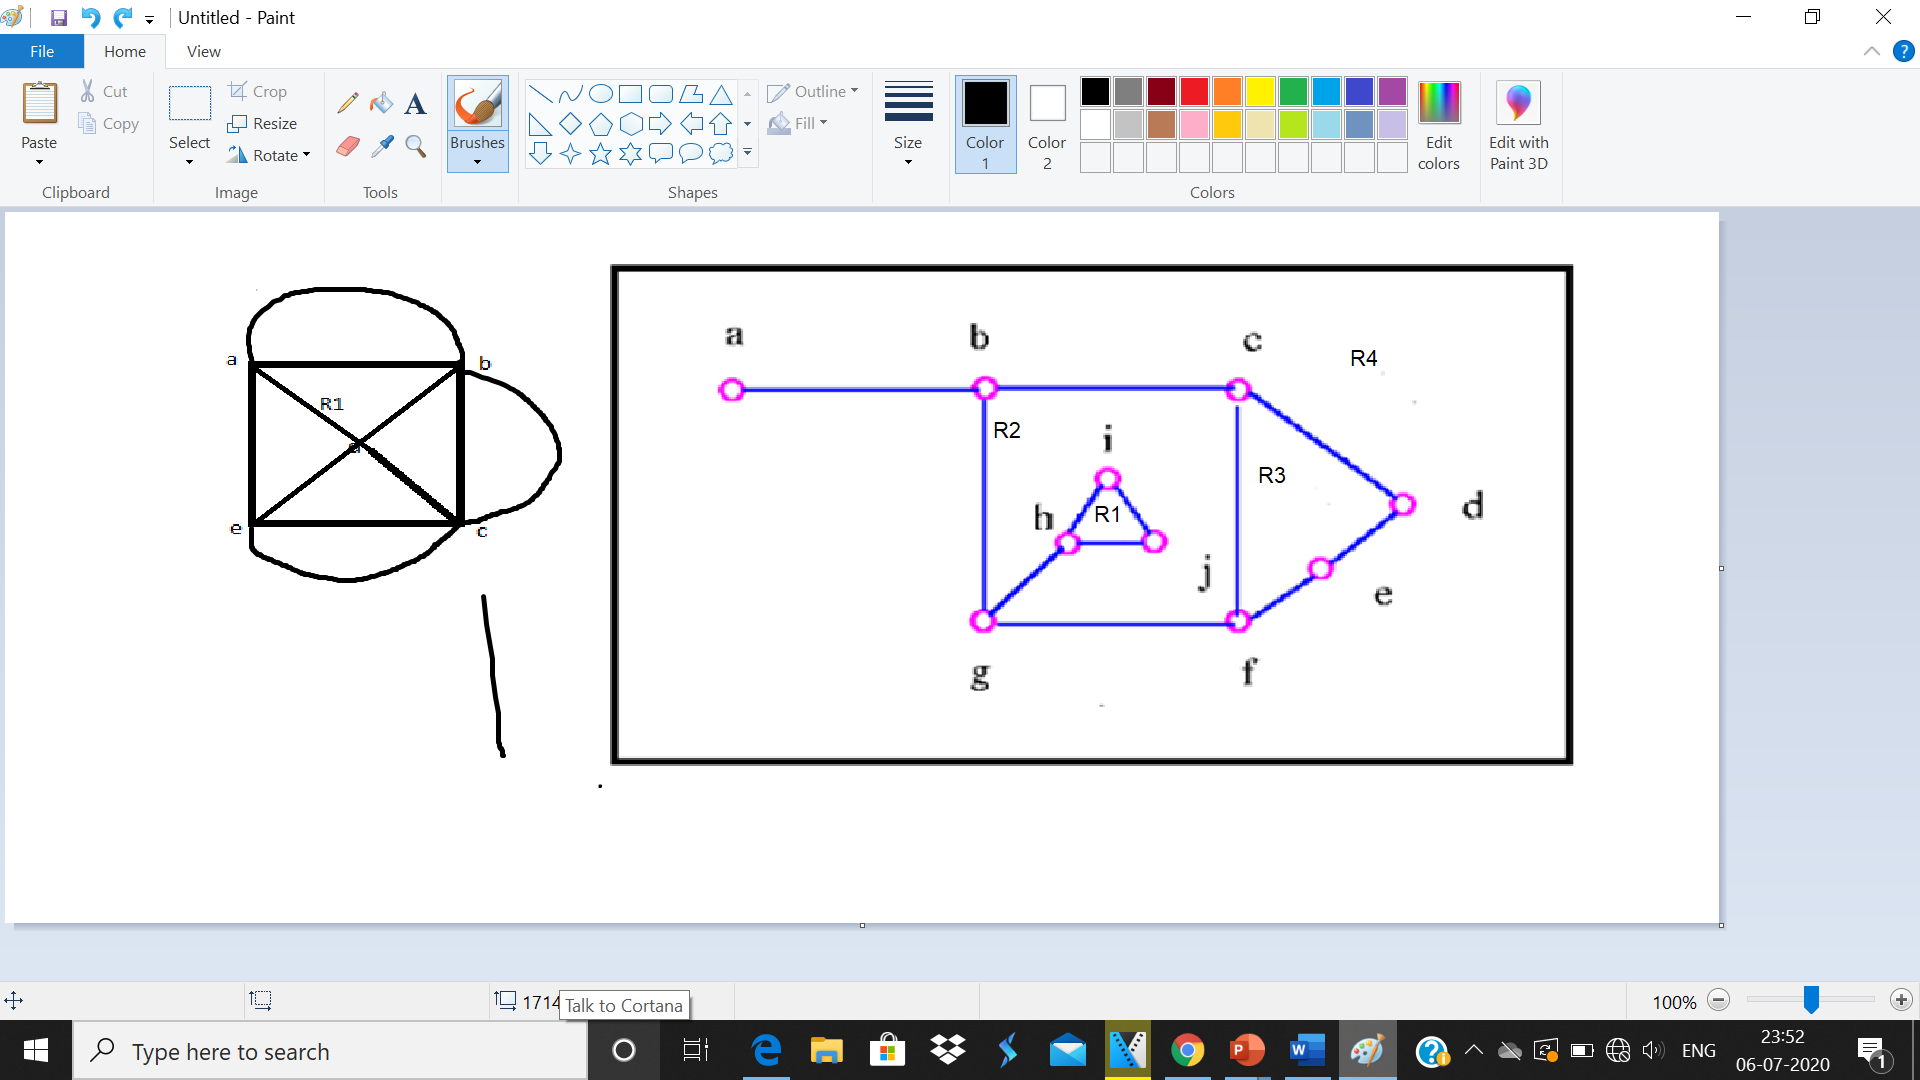 Untitled - Paint
File Home View
Paste
Cut
Copy
Clipboard
Select
Crop
Resize
Rotate
Image
A
Tools
Brushes
Shapes
Outline
Fill
Size
Color 1
Color 2
Colors
Edit colors
Edit with Paint 3D
a
b
R1
d
e
c
a
b
c
R4
R2
i
R3
h
R1
d
j
e
g
f
1714
Talk to Cortana
100%
Type here to search
ENG
23:52
06-07-2020
1